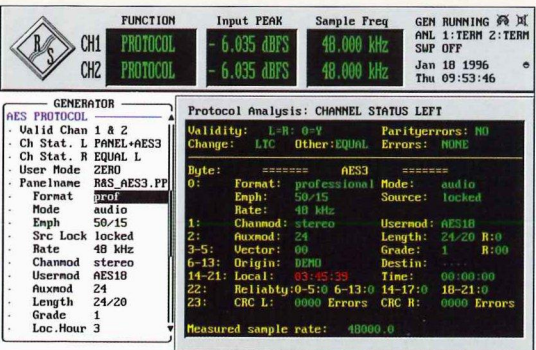 FUNCTION Input PEAK Sample Freq GEN RUNNING
R/S CH1 PROTOCOL - 6.035 dBFS 48.000 kHz ANL 1:TERM 2:TERM
SWP OFF
CH2 PROTOCOL - 6.035 dBFS 48.000 kHz Jan 18 1996
Thu 09:53:46
GENERATOR
AES PROTOCOL
Valid Chan 1 & 2
Ch Stat. L PANEL+AES3
Ch Stat. R EQUAL L
User Mode ZERO
Panelname R&S_AES3.PP
Format prof
Mode audio
Emph 50/15
Src Lock locked
Rate 48 kHz
Chanmod stereo
Usermod AES18
Auxmod 24
Length 24/20
Grade 1
Loc.Hour 3
Protocol Analysis: CHANNEL STATUS LEFT
Validity: L=R: 0=Y Parityerrors: NO
Change: LTC Other:EQUAL Errors: NONE
Byte: ======= AES3 =======
0: Format: professional Mode: audio
Emph: 50/15 Source: locked
Rate: 48 kHz
1: Chanmod: stereo Usermod: AES18
2: Auxmod: 24 Length: 24/20 R:0
3-5: Vector: 00 Grade: 1 R:00
6-13: Origin: DEMO Destin: ....
14-21: Local: 03:45:39 Time: 00:00:00
22: Reliabty:0-5:0 6-13:0 14-17:0 18-21:0
23: CRC L: 0000 Errors CRC R: 0000 Errors
Measured sample rate: 48000.0